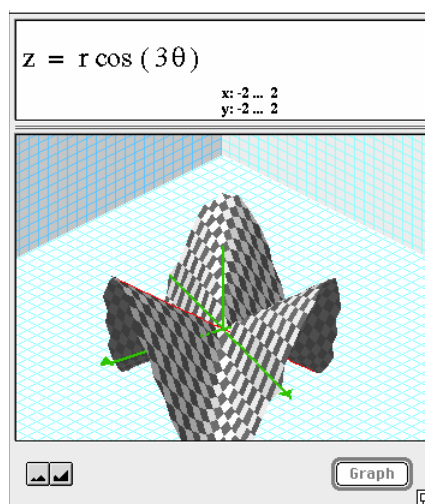 z = r cos ( 3θ )
x: -2 ... 2
y: -2 ... 2
Graph